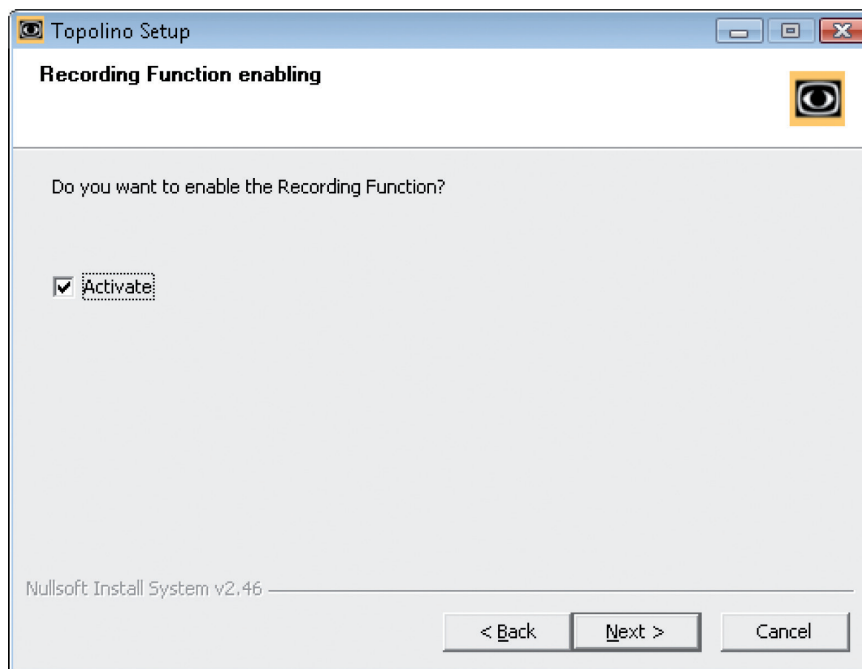 Topolino Setup
Recording Function enabling
Do you want to enable the Recording Function?
Activate
Nullsoft Install System v2.46
< Back Next > Cancel